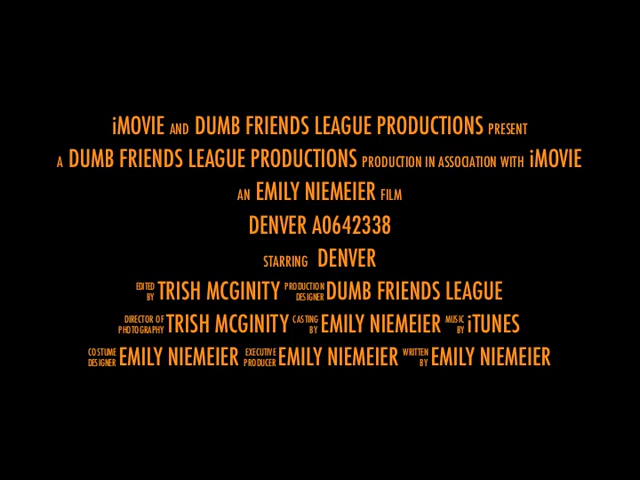 iMOVIE AND DUMB FRIENDS LEAGUE PRODUCTIONS PRESENT
A DUMB FRIENDS LEAGUE PRODUCTIONS PRODUCTION IN ASSOCIATION WITH iMOVIE
AN EMILY NIEMEIER FILM
DENVER A0642338
STARRING DENVER
EDITED BY TRISH MCGINITY PRODUCTION DESIGNER DUMB FRIENDS LEAGUE
DIRECTOR OF PHOTOGRAPHY TRISH MCGINITY CASTING BY EMILY NIEMEIER MUSIC BY iTUNES
COSTUME DESIGNER EMILY NIEMEIER EXECUTIVE PRODUCER EMILY NIEMEIER WRITTEN BY EMILY NIEMEIER